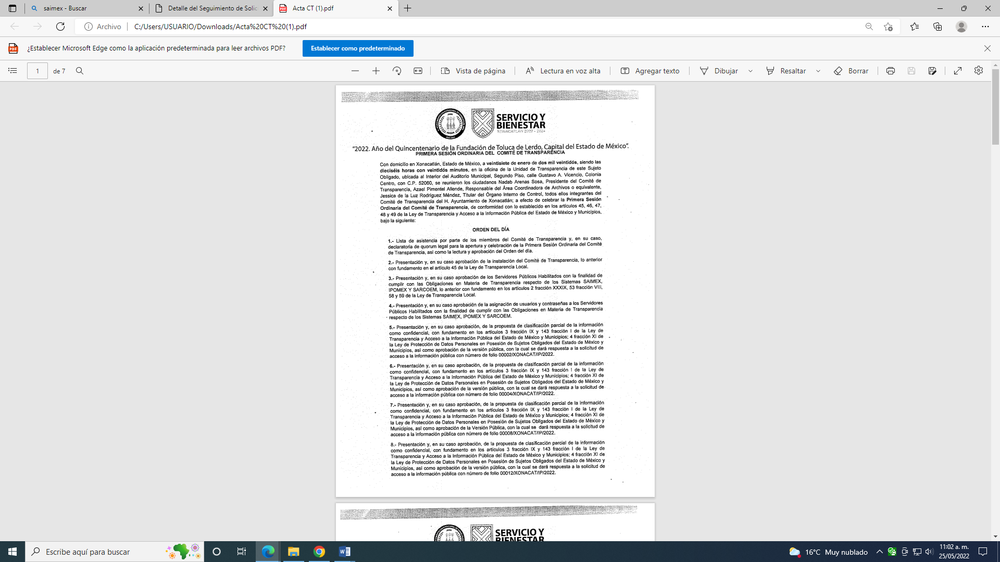 saimex - Buscar
Detalle del Seguimiento de Solic
Acta CT (1).pdf
Archivo
C:/Users/USUARIO/Downloads/Acta%20CT%20(1).pdf
¿Establecer Microsoft Edge como la aplicación predeterminada para leer archivos PDF?
Establecer como predeterminado
1 de 7
Vista de página
Lectura en voz alta
Agregar texto
Dibujar
Resaltar
Borrar
SERVICIO Y
BIENESTAR
XONACATLÁN 2022 - 2024
"2022. Año del Quincentenario de la Fundación de Toluca de Lerdo, Capital del Estado de México".
PRIMERA SESIÓN ORDINARIA DEL COMITÉ DE TRANSPARENCIA
Con domicilio en Xonacatlán, Estado de México, a veintisiete de enero de dos mil veintidós, siendo las
dieciséis horas con veintidós minutos, en la oficina de la Unidad de Transparencia de este Sujeto
Obligado, ubicada al Interior del Auditorio Municipal, Segundo Piso, calle Gustavo A. Vicencio, Colonia
Centro, con C.P. 52060, se reunieron los ciudadanos Nadab Arenas Sosa, Presidente del Comité de
Transparencia, Azael Pimentel Allende, Responsable del Área Coordinadora de Archivos o equivalente,
Jessica de la Luz Rodríguez Méndez, Titular del Órgano Interno de Control, todos ellos integrantes del
Comité de Transparencia del H. Ayuntamiento de Xonacatlán; a efecto de celebrar la Primera Sesión
Ordinaria del Comité de Transparencia, de conformidad con lo establecido en los artículos 45, 46, 47,
48 y 49 de la Ley de Transparencia y Acceso a la Información Pública del Estado de México y Municipios,
bajo la siguiente:
ORDEN DEL DÍA
1.- Lista de asistencia por parte de los miembros del Comité de Transparencia y, en su caso,
declaratoria de quorum legal para la apertura y celebración de la Primera Sesión Ordinaria del Comité
de Transparencia, así como la lectura y aprobación del Orden del día.
2.- Presentación y, en su caso aprobación de la instalación del Comité de Transparencia, lo anterior
con fundamento en el artículo 45 de la Ley de Transparencia Local.
3.- Presentación y, en su caso aprobación de los Servidores Públicos Habilitados con la finalidad de
cumplir con las Obligaciones en Materia de Transparencia respecto de los Sistemas SAIMEX,
IPOMEX Y SARCOEM, lo anterior con fundamento en los artículos 2 fracción XXXIX, 53 fracción VIII,
58 y 59 de la Ley de Transparencia Local.
4.- Presentación y, en su caso aprobación de la asignación de usuarios y contraseñas a los Servidores
Públicos Habilitados con la finalidad de cumplir con las Obligaciones en Materia de Transparencia
respecto de los Sistemas SAIMEX, IPOMEX Y SARCOEM.
5.- Presentación y, en su caso aprobación, de la propuesta de clasificación parcial de la información
como confidencial, con fundamento en los artículos 3 fracción IX y 143 fracción I de la Ley de
Transparencia y Acceso a la Información Pública del Estado de México y Municipios; 4 fracción XI de
la Ley de Protección de Datos Personales en Posesión de Sujetos Obligados del Estado de México y
Municipios, así como aprobación de la versión pública, con la cual se dará respuesta a la solicitud de
acceso a la información pública con número de folio 00002/XONACAT/IP/2022.
6.- Presentación y, en su caso aprobación, de la propuesta de clasificación parcial de la información
como confidencial, con fundamento en los artículos 3 fracción IX y 143 fracción I de la Ley de
Transparencia y Acceso a la Información Pública del Estado de México y Municipios; 4 fracción XI de
la Ley de Protección de Datos Personales en Posesión de Sujetos Obligados del Estado de México y
Municipios, así como aprobación de la versión pública, con la cual se dará respuesta a la solicitud de
acceso a la información pública con número de folio 00004/XONACAT/IP/2022.
7.- Presentación y, en su caso aprobación, de la propuesta de clasificación parcial de la información
como confidencial, con fundamento en los artículos 3 fracción IX y 143 fracción I de la Ley de
Transparencia y Acceso a la Información Pública del Estado de México y Municipios; 4 fracción XI de
la Ley de Protección de Datos Personales en Posesión de Sujetos Obligados del Estado de México y
Municipios, así como aprobación de la Versión Pública, con la cual se dará respuesta a la solicitud de
acceso a la información pública con número de folio 00008/XONACAT/IP/2022.
8.- Presentación y, en su caso aprobación, de la propuesta de clasificación parcial de la información
como confidencial, con fundamento en los artículos 3 fracción IX y 143 fracción I de la Ley de
Transparencia y Acceso a la Información Pública del Estado de México y Municipios; 4 fracción XI de
la Ley de Protección de Datos Personales en Posesión de Sujetos Obligados del Estado de México y
Municipios, así como aprobación de la versión pública, con la cual se dará respuesta a la solicitud de
acceso a la información pública con número de folio 00012/XONACAT/IP/2022.
SERVICIO Y
BIENESTAR
Escribe aquí para buscar
16°C Muy nublado
11:02 a. m.
25/05/2022